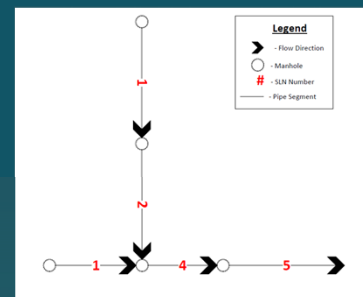 Legend
- Flow Direction
- Manhole
# - SLN Number
- Pipe Segment
1
2
1 4 5